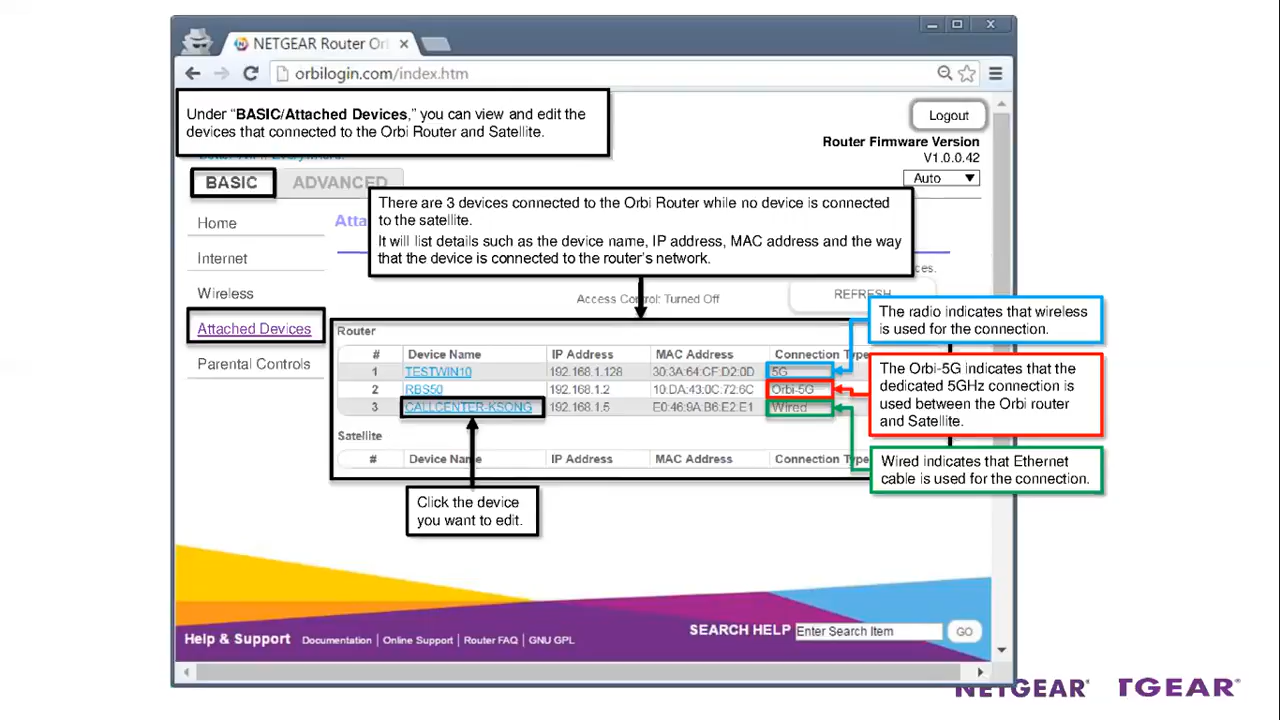 NETGEAR Router Or
orbilogin.com/index.htm
Under “BASIC/Attached Devices,” you can view and edit the
devices that connected to the Orbi Router and Satellite.
Logout
Router Firmware Version
V1.0.0.42
Auto
BASIC
ADVANCED
There are 3 devices connected to the Orbi Router while no device is connected
to the satellite.
It will list details such as the device name, IP address, MAC address and the way
that the device is connected to the router's network.
Home
Internet
Wireless
Attached Devices
Parental Controls
Atta
ces.
Access Control: Turned Off
REFRESH
Router
# Device Name IP Address MAC Address Connection Type
1 TESTWIN10 192.168.1.128 30:3A:64:CF:D2:0D 5G
2 RBS50 192.168.1.2 10:DA:43:0C:72:6C Orbi-5G
3 CALLCENTER-KSONG 192.168.1.5 E0:46:9A:B6:E2:E1 Wired
Satellite
# Device Name IP Address MAC Address Connection Type
The radio indicates that wireless
is used for the connection.
The Orbi-5G indicates that the
dedicated 5GHz connection is
used between the Orbi router
and Satellite.
Wired indicates that Ethernet
cable is used for the connection.
Click the device
you want to edit.
Help & Support Documentation | Online Support | Router FAQ | GNU GPL
SEARCH HELP Enter Search Item GO
NETGEAR® TGEAR®